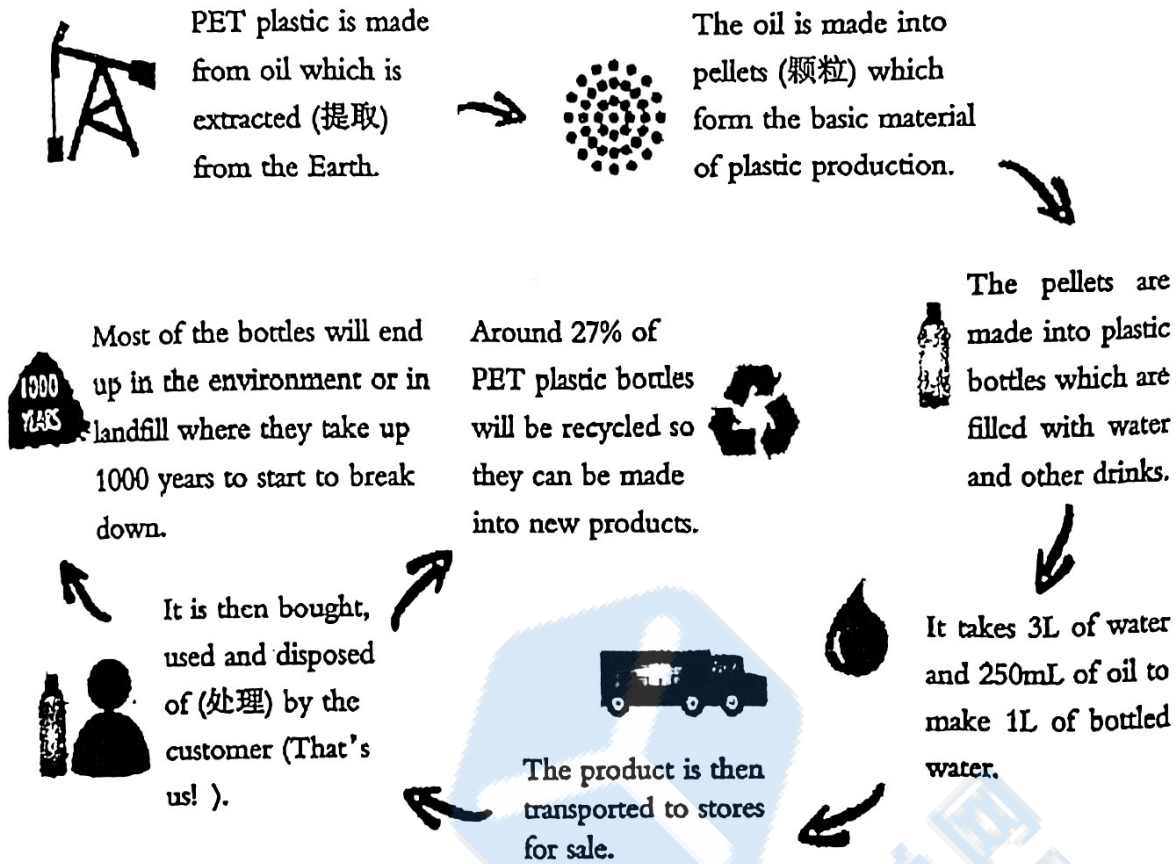 PET plastic is made
from oil which is
extracted (提取)
from the Earth.
The oil is made into
pellets (颗粒) which
form the basic material
of plastic production.
The pellets are
made into plastic
bottles which are
filled with water
and other drinks.
It takes 3L of water
and 250mL of oil to
make 1L of bottled
water.
The product is then
transported to stores
for sale.
It is then bought,
used and disposed
of (处理) by the
customer (That's
us! ).
Around 27% of
PET plastic bottles
will be recycled so
they can be made
into new products.
Most of the bottles will end
up in the environment or in
landfill where they take up
1000 years to start to break
down.
1000
YEARS